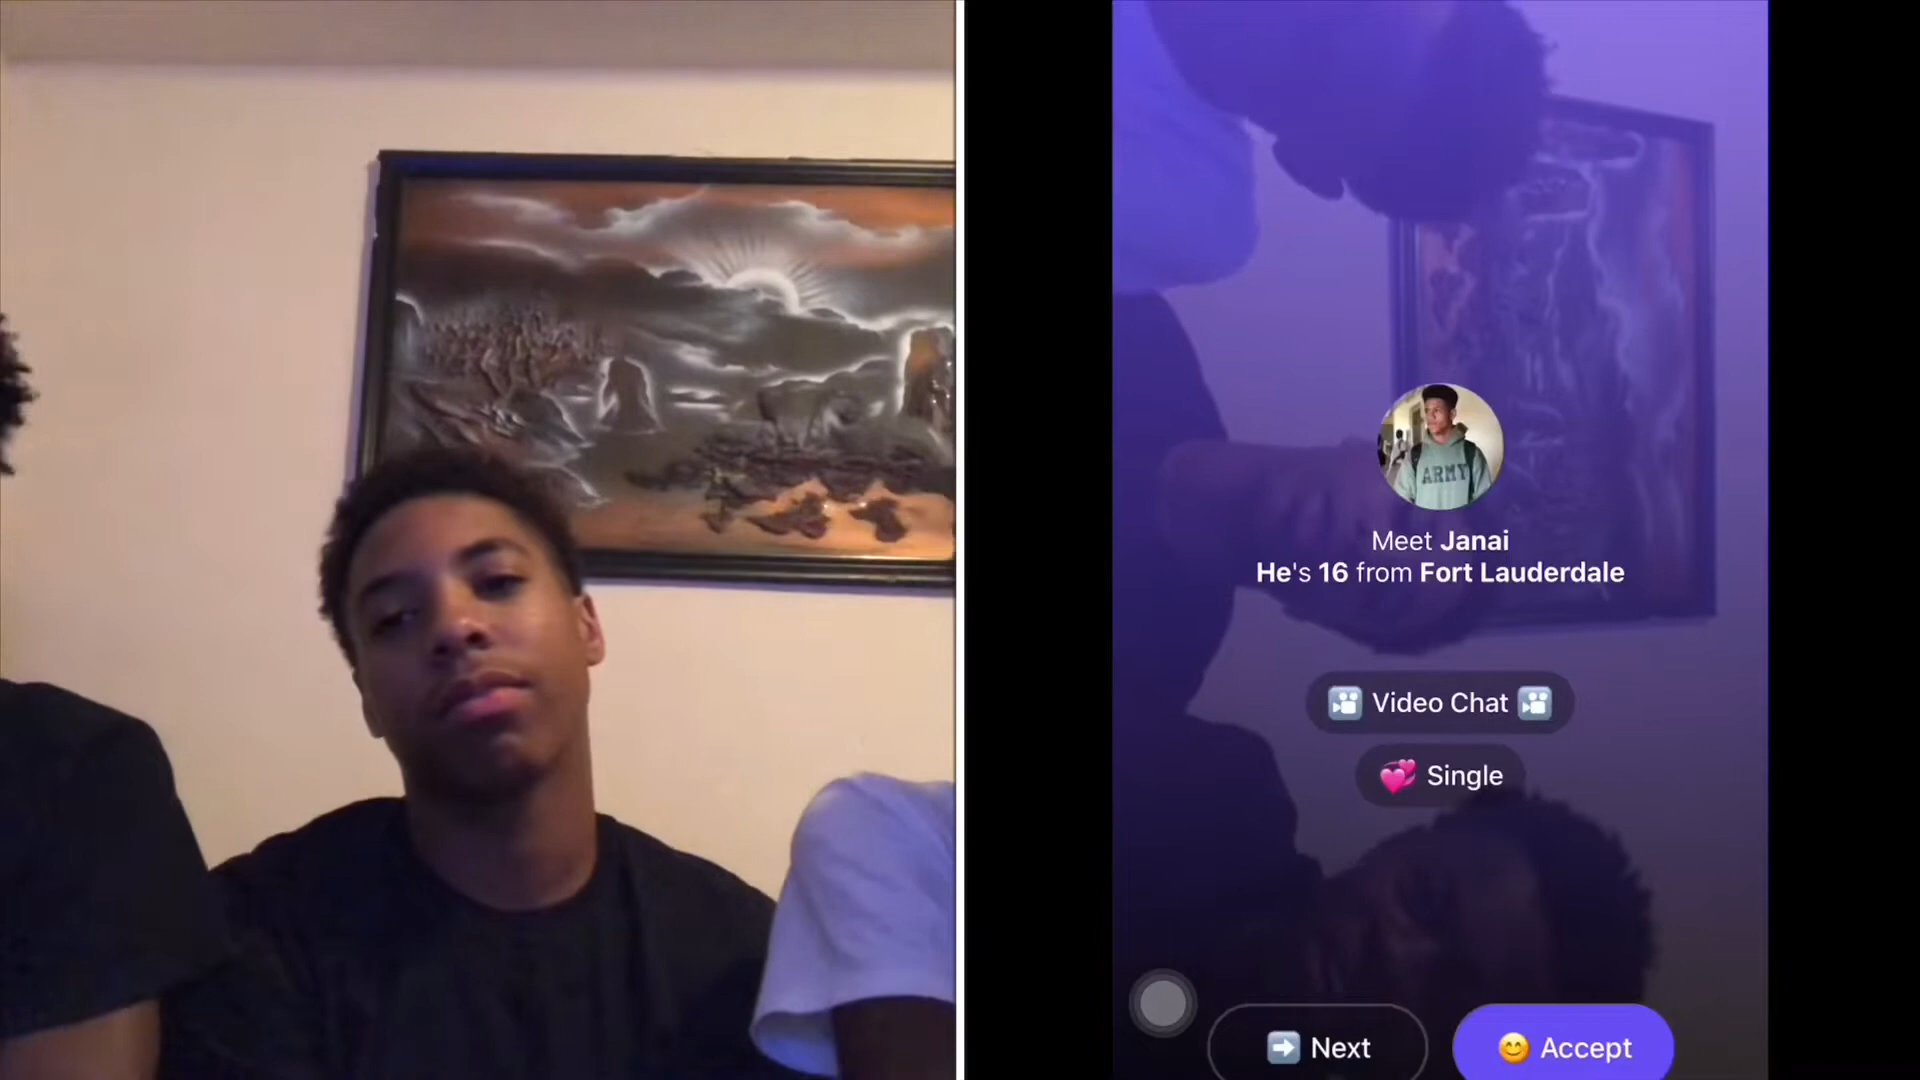 ARMY
Meet Janai
He's 16 from Fort Lauderdale
Video Chat
Single
Next
Accept